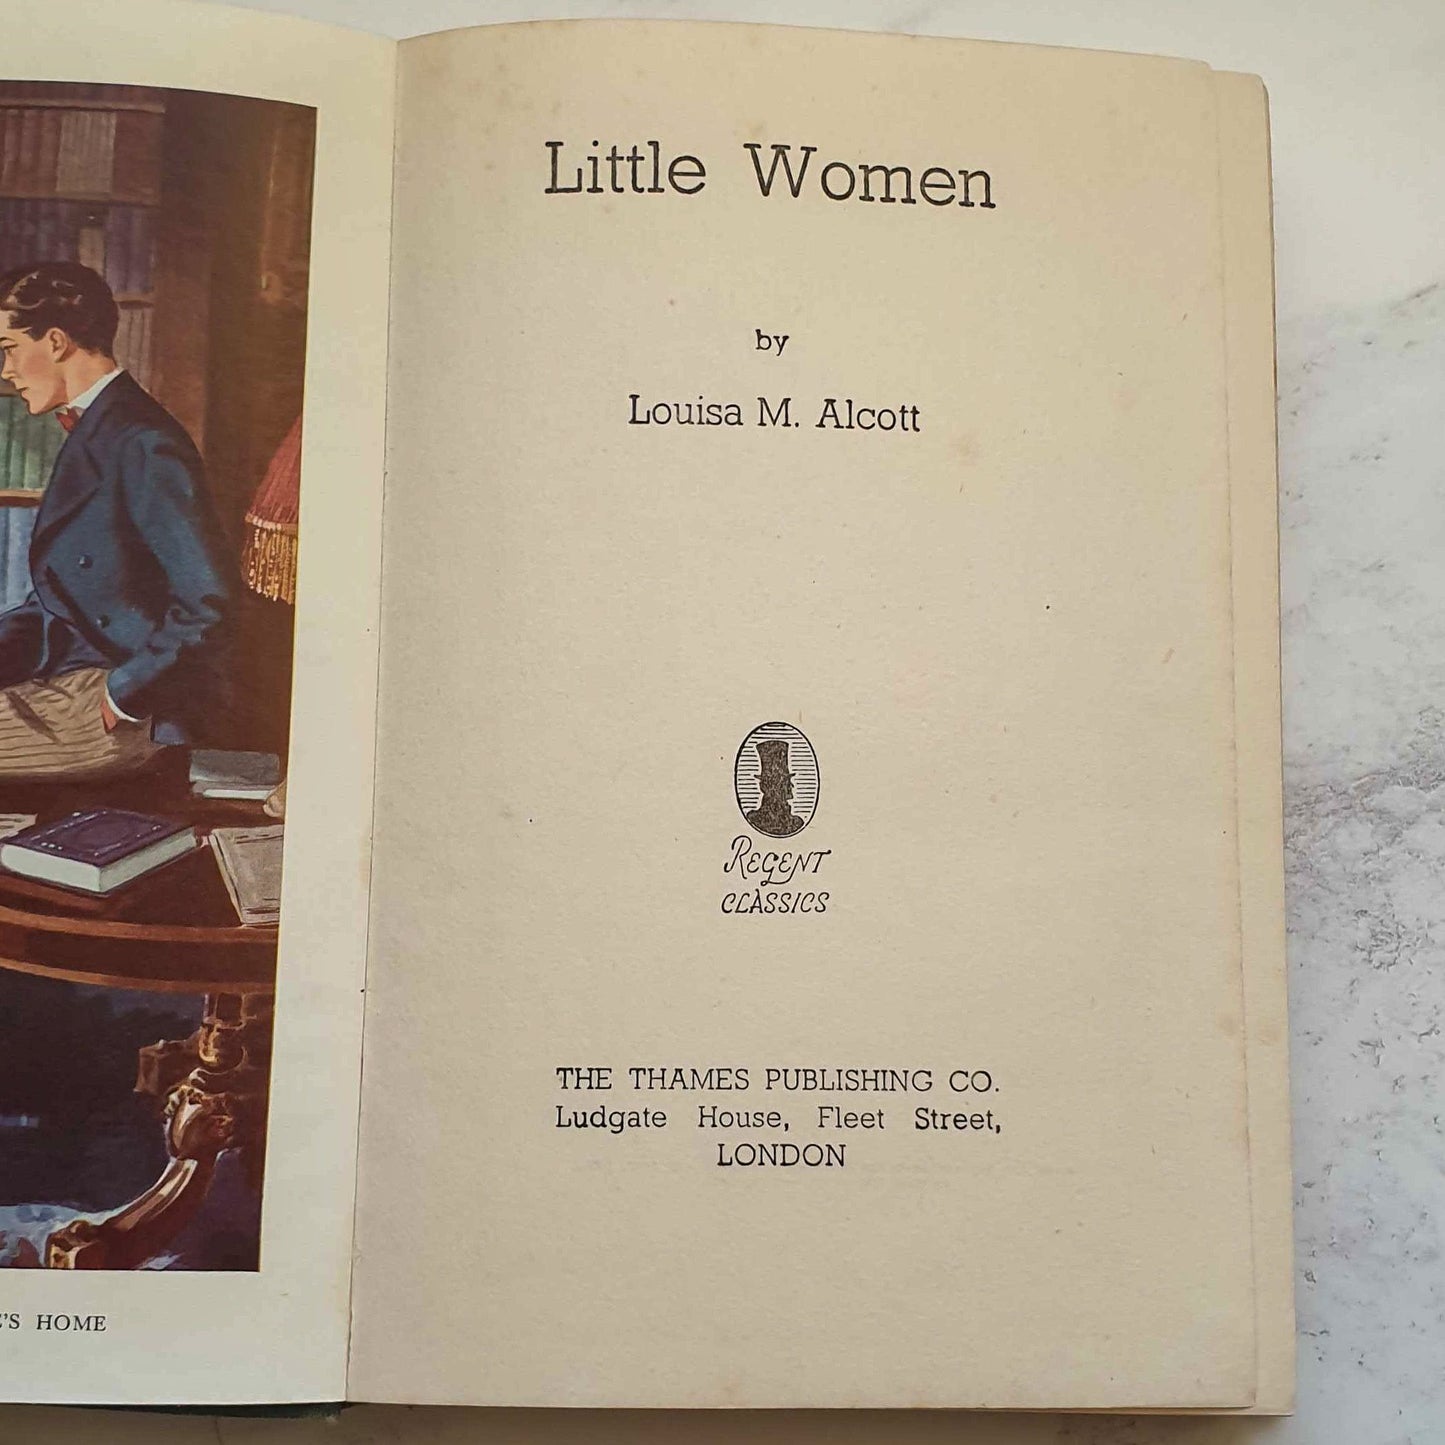 Little Women
by
Louisa M. Alcott
REGENT
CLASSICS
THE THAMES PUBLISHING CO.
Ludgate House, Fleet Street,
LONDON
'S HOME